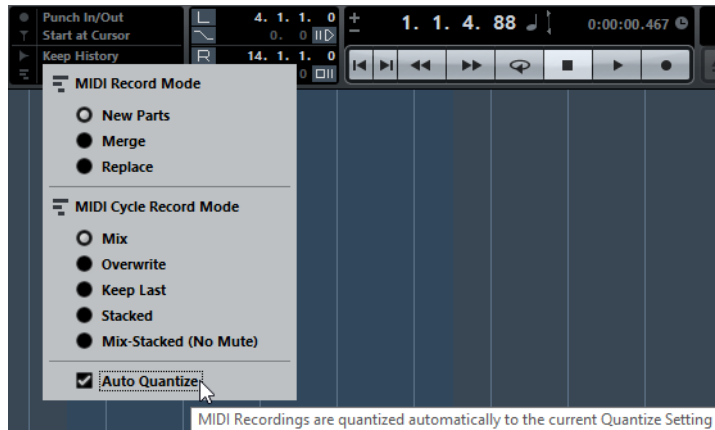 Punch In/Out L 4. 1. 1. 0 + 1. 1. 4. 88 0:00:00.467
Start at Cursor 0. 0 −
Keep History R 14. 1. 1. 0
0
MIDI Record Mode
New Parts
Merge
Replace
MIDI Cycle Record Mode
Mix
Overwrite
Keep Last
Stacked
Mix-Stacked (No Mute)
Auto Quantize
MIDI Recordings are quantized automatically to the current Quantize Setting